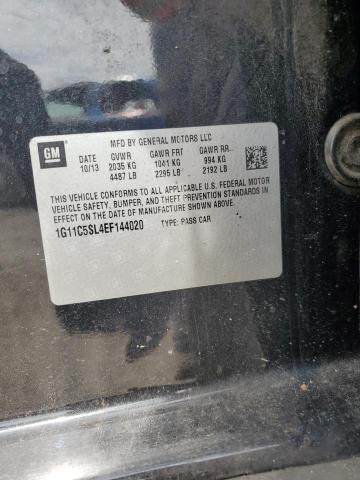 MFD BY GENERAL MOTORS LLC
GM DATE GVWR GAWR FRT GAWR RR
10/13 2035 KG 1041 KG 994 KG
4487 LB 2295 LB 2192 LB
THIS VEHICLE CONFORMS TO ALL APPLICABLE U.S. FEDERAL MOTOR
VEHICLE SAFETY, BUMPER, AND THEFT PREVENTION STANDARDS IN
EFFECT ON THE DATE OF MANUFACTURE SHOWN ABOVE.
1G11C5SL4EF144020 TYPE: PASS CAR